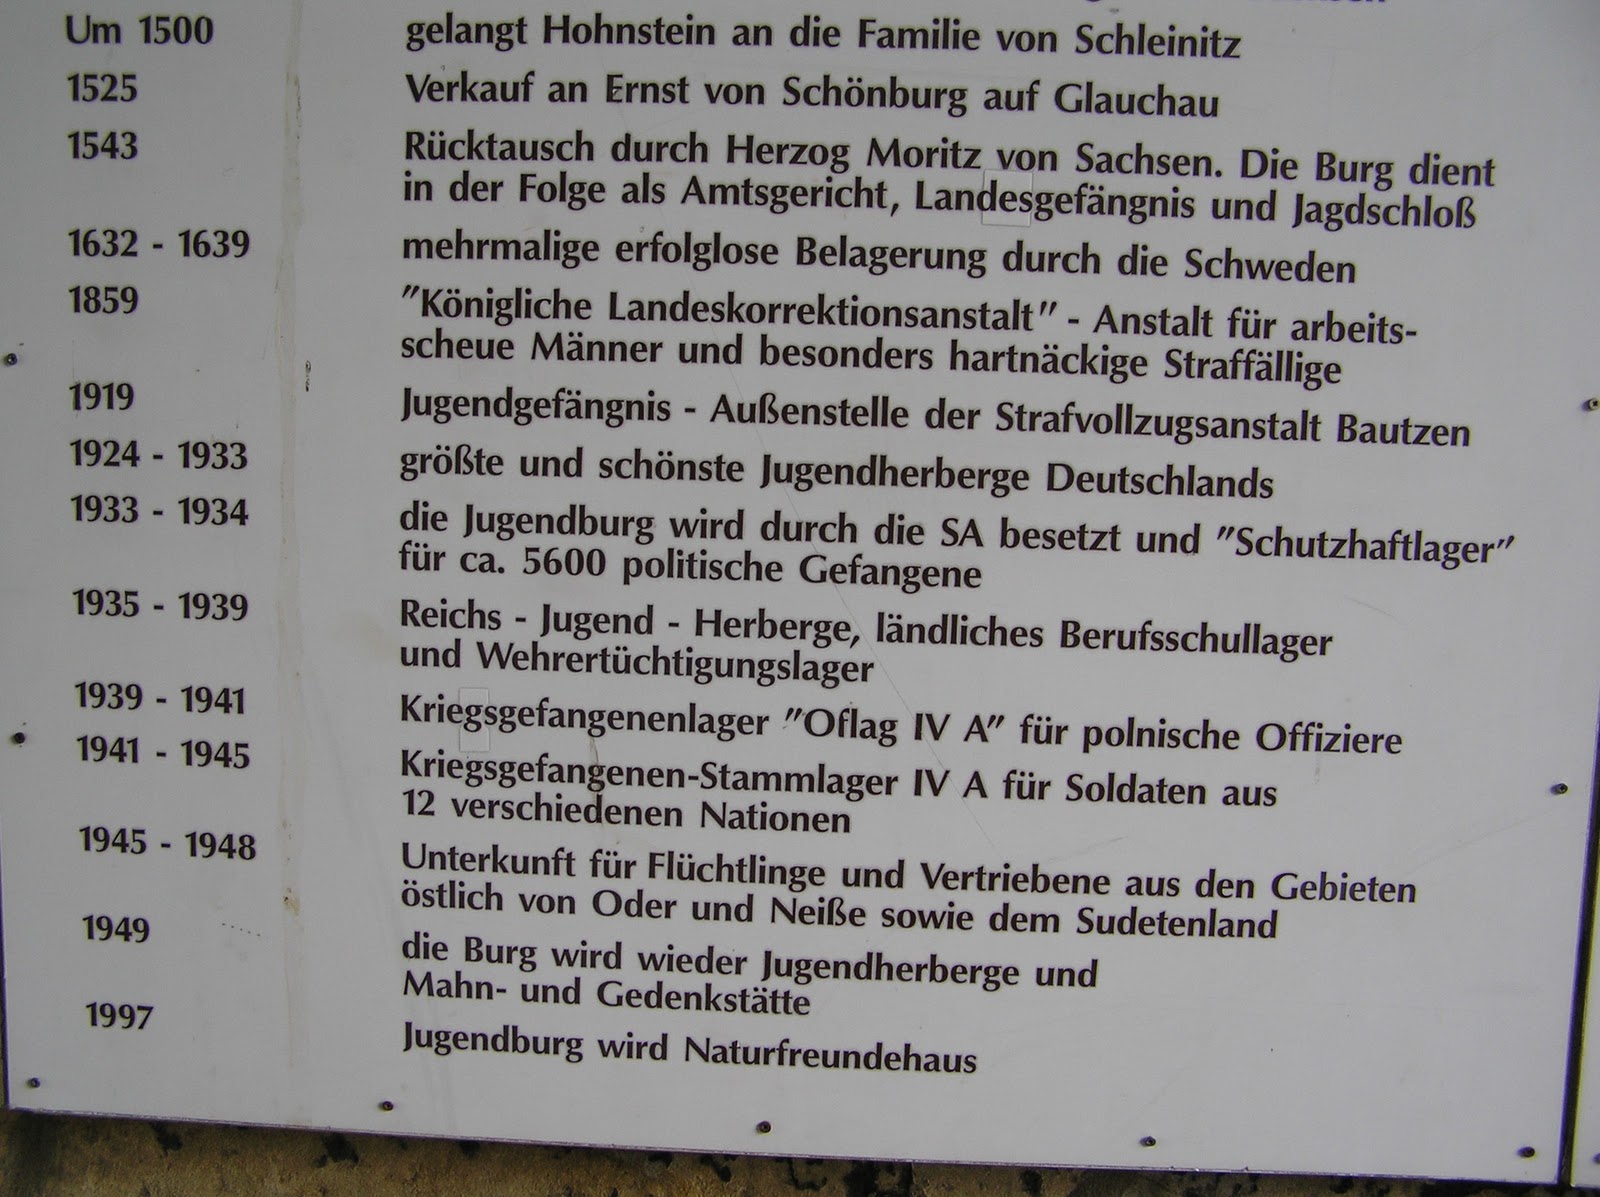 Um 1500 gelangt Hohnstein an die Familie von Schleinitz
1525 Verkauf an Ernst von Schönburg auf Glauchau
1543 Rücktausch durch Herzog Moritz von Sachsen. Die Burg dient
in der Folge als Amtsgericht, Landesgefängnis und Jagdschloß
1632 - 1639 mehrmalige erfolglose Belagerung durch die Schweden
1859 "Königliche Landeskorrektionsanstalt" - Anstalt für arbeits-
scheue Männer und besonders hartnäckige Straffällige
1919 Jugendgefängnis - Außenstelle der Strafvollzugsanstalt Bautzen
1924 - 1933 größte und schönste Jugendherberge Deutschlands
1933 - 1934 die Jugendburg wird durch die SA besetzt und "Schutzhaftlager"
für ca. 5600 politische Gefangene
1935 - 1939 Reichs - Jugend - Herberge, ländliches Berufsschullager
und Wehrertüchtigungslager
1939 - 1941 Kriegsgefangenenlager "Oflag IV A" für polnische Offiziere
1941 - 1945 Kriegsgefangenen-Stammlager IV A für Soldaten aus
12 verschiedenen Nationen
1945 - 1948 Unterkunft für Flüchtlinge und Vertriebene aus den Gebieten
östlich von Oder und Neiße sowie dem Sudetenland
1949 die Burg wird wieder Jugendherberge und
Mahn- und Gedenkstätte
1997 Jugendburg wird Naturfreundehaus